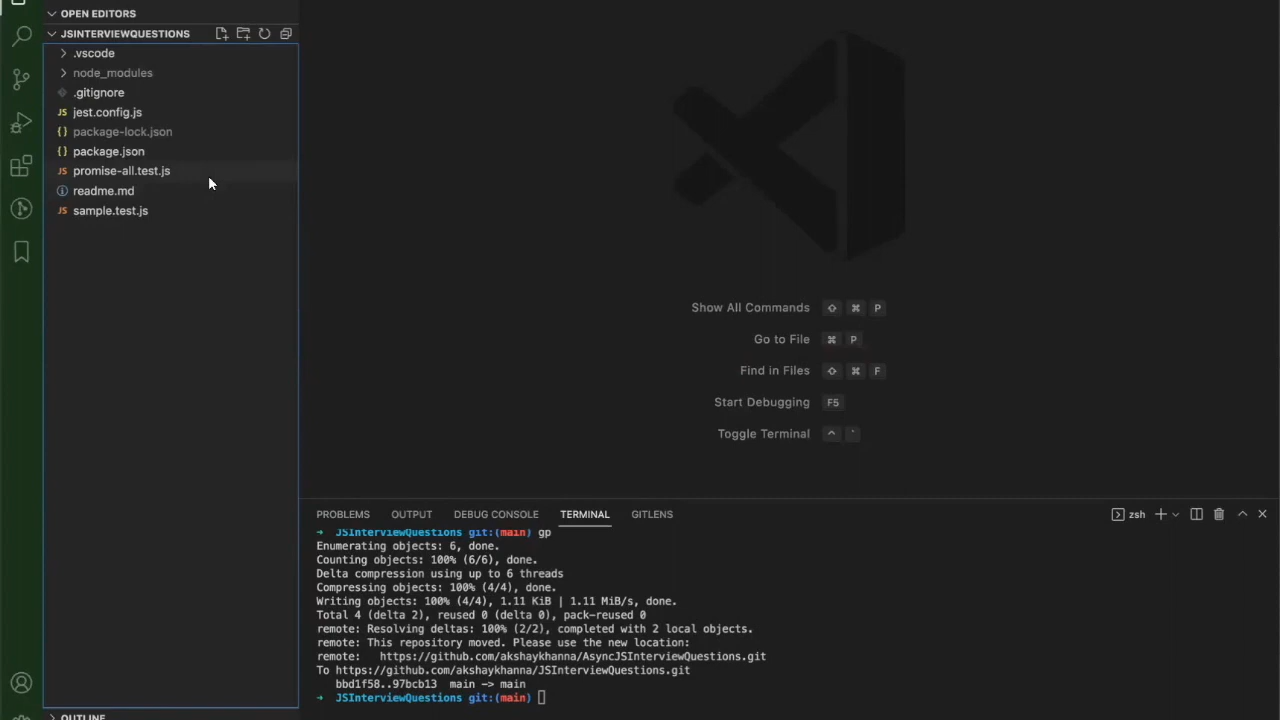 OPEN EDITORS
JSINTERVIEWQUESTIONS
.vscode
node_modules
.gitignore
JS jest.config.js
{} package-lock.json
{} package.json
JS promise-all.test.js
readme.md
JS sample.test.js
OUTLINE
Show All Commands ⇧ ⌘ P
Go to File ⌘ P
Find in Files ⇧ ⌘ F
Start Debugging F5
Toggle Terminal ^ `
PROBLEMS OUTPUT DEBUG CONSOLE TERMINAL GITLENS zsh
→ JSInterviewQuestions git:(main) gp
Enumerating objects: 6, done.
Counting objects: 100% (6/6), done.
Delta compression using up to 6 threads
Compressing objects: 100% (4/4), done.
Writing objects: 100% (4/4), 1.11 KiB | 1.11 MiB/s, done.
Total 4 (delta 2), reused 0 (delta 0), pack-reused 0
remote: Resolving deltas: 100% (2/2), completed with 2 local objects.
remote: This repository moved. Please use the new location:
remote:   https://github.com/akshaykhanna/AsyncJSInterviewQuestions.git
To https://github.com/akshaykhanna/JSInterviewQuestions.git
bbd1f58..97bcb13  main -> main
→ JSInterviewQuestions git:(main)